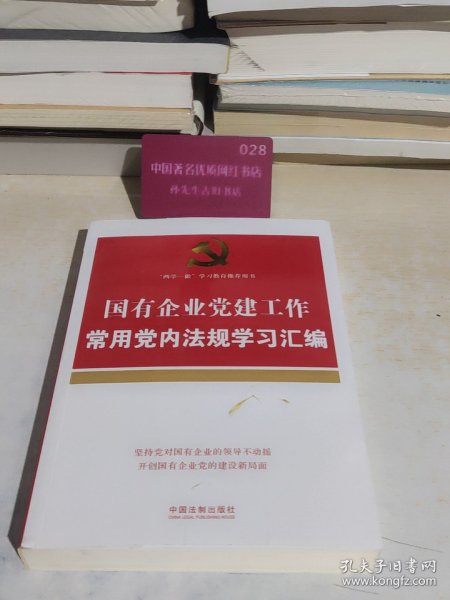 028
中国著名优质网红书店
孙先生古旧书店
“两学一做”学习教育推荐用书
国有企业党建工作
常用党内法规学习汇编
坚持党对国有企业的领导不动摇
开创国有企业党的建设新局面
中国法制出版社
CHINA LEGAL PUBLISHING HOUSE
孔夫子旧书网
www.kongfz.com